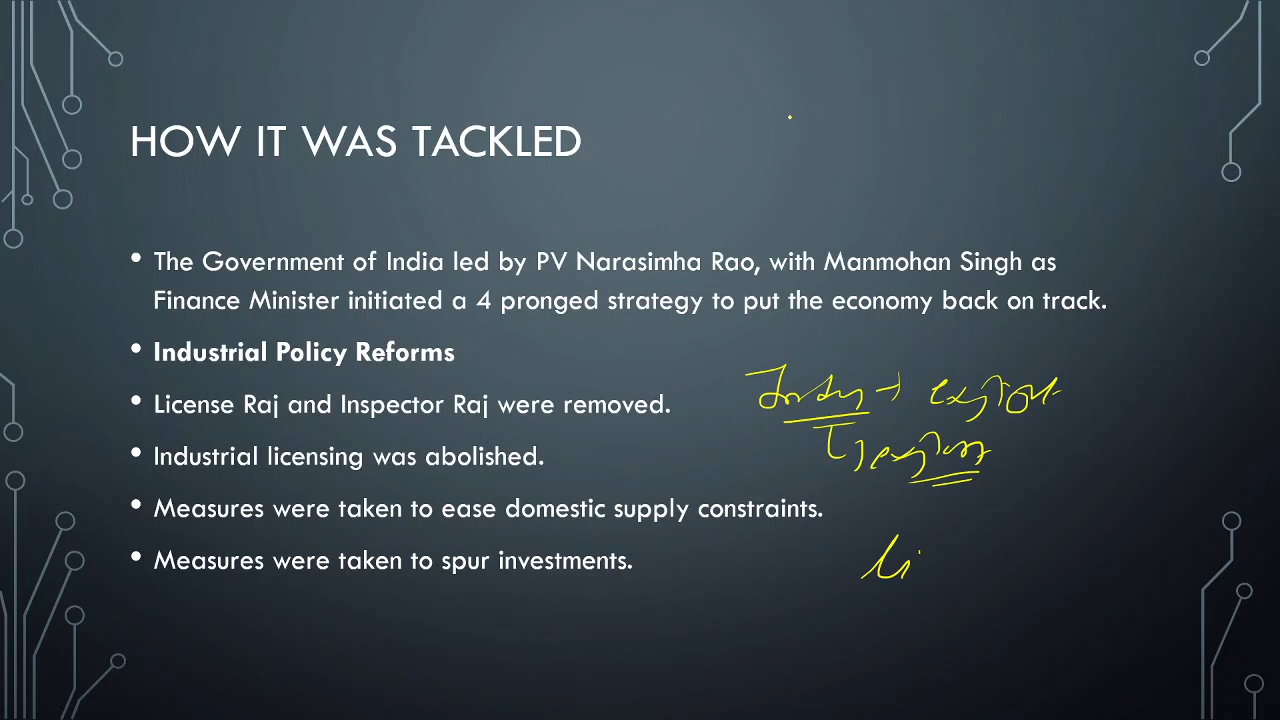 HOW IT WAS TACKLED
• The Government of India led by PV Narasimha Rao, with Manmohan Singh as
Finance Minister initiated a 4 pronged strategy to put the economy back on track.
• Industrial Policy Reforms
• License Raj and Inspector Raj were removed.
• Industrial licensing was abolished.
• Measures were taken to ease domestic supply constraints.
• Measures were taken to spur investments.